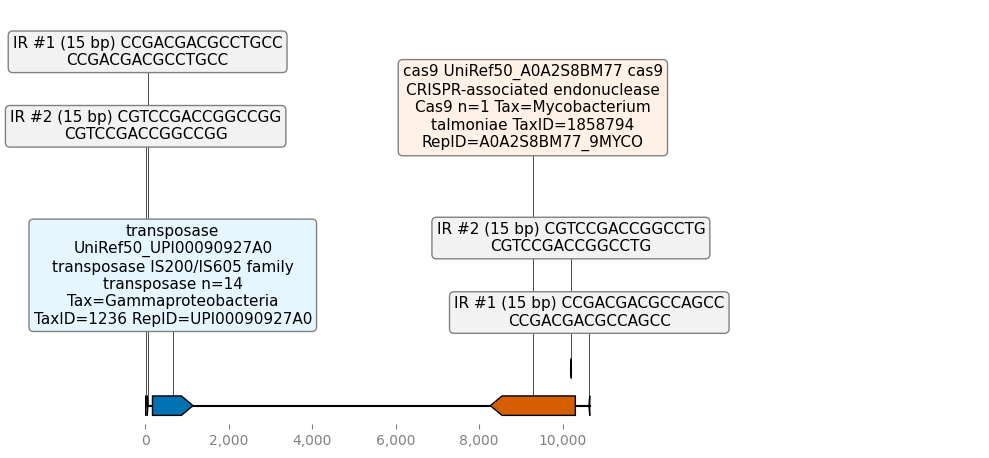 IR #1 (15 bp) CCGACGACGCCTGCC
CCGACGACGCCTGCC
IR #2 (15 bp) CGTCCGACCGGCCGG
CGTCCGACCGGCCGG
transposase
UniRef50_UPI00090927A0
transposase IS200/IS605 family
transposase n=14
Tax=Gammaproteobacteria
TaxID=1236 RepID=UPI00090927A0
cas9 UniRef50_A0A2S8BM77 cas9
CRISPR-associated endonuclease
Cas9 n=1 Tax=Mycobacterium
talmoniae TaxID=1858794
RepID=A0A2S8BM77_9MYCO
IR #2 (15 bp) CGTCCGACCGGCCTG
CGTCCGACCGGCCTG
IR #1 (15 bp) CCGACGACGCCAGCC
CCGACGACGCCAGCC
0 2,000 4,000 6,000 8,000 10,000